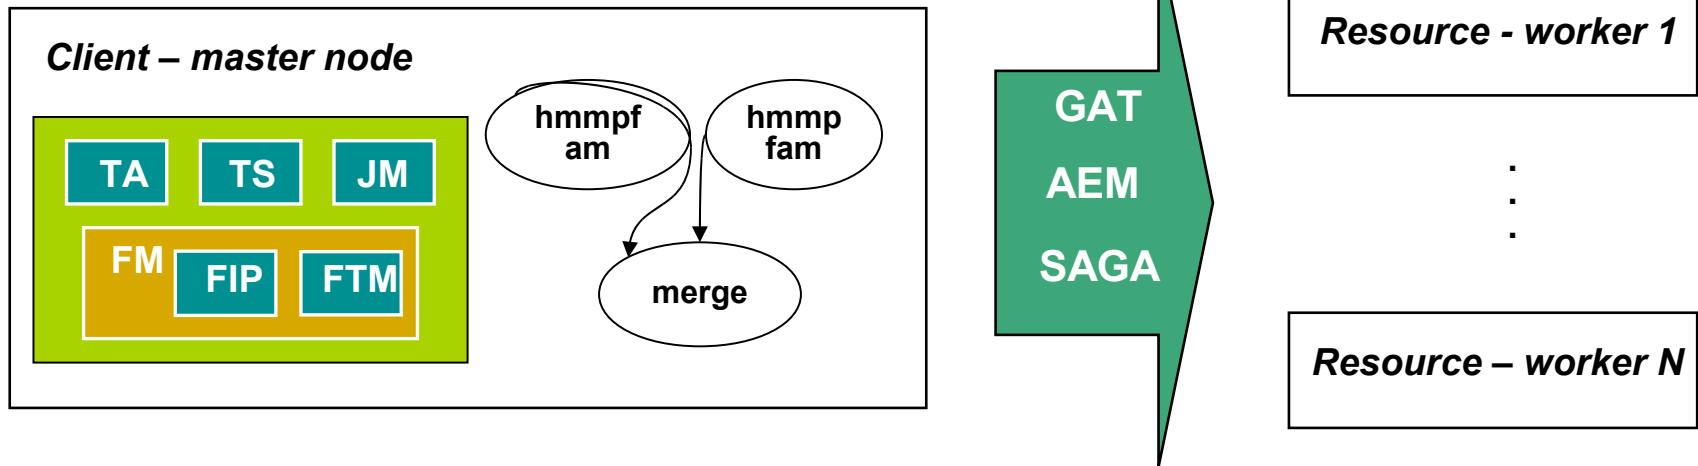 Client – master node
TA
TS
JM
FM
FIP
FTM
hmmpf
am
hmmp
fam
merge
GAT
AEM
SAGA
Resource - worker 1
.
.
.
Resource – worker N